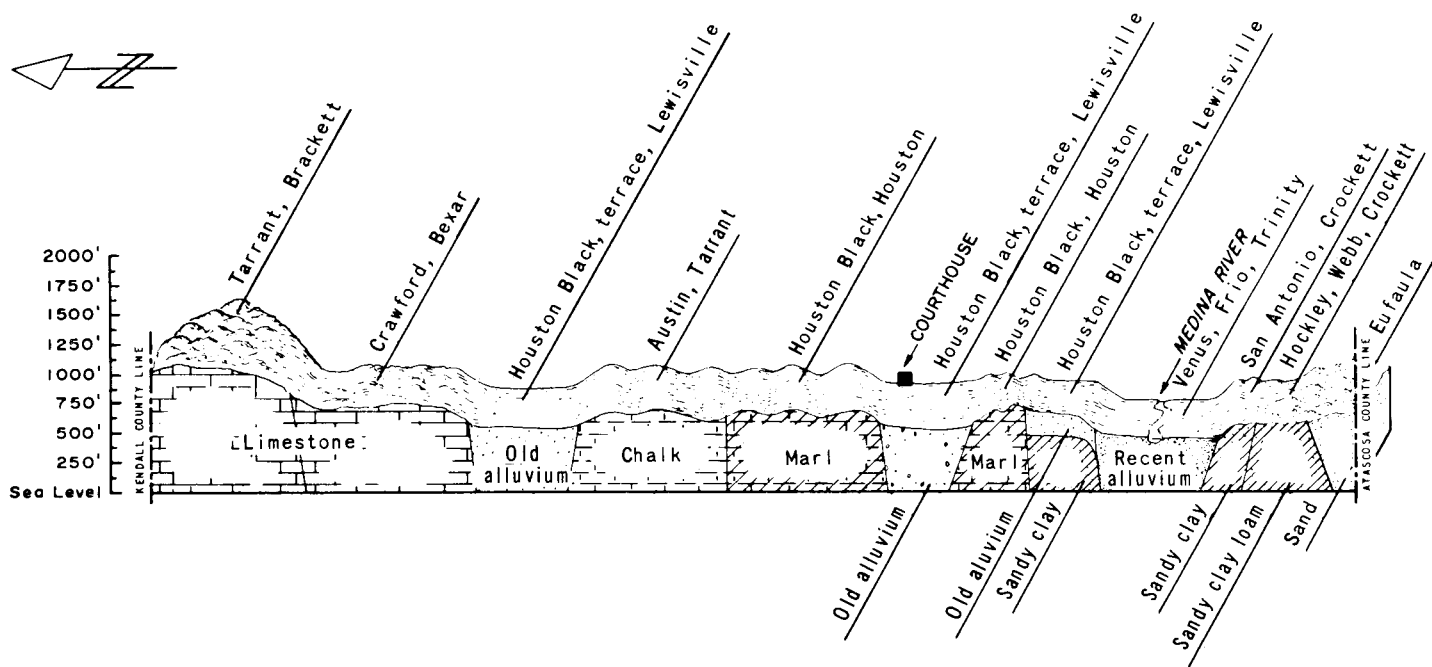 Tarrant, Brackett
Crawford, Bexar
Houston Black, terrace, Lewisville
Austin, Tarrant
Houston Black, Houston
COURTHOUSE
Houston Black, terrace, Lewisville
Houston Black, Houston
Houston Black, terrace, Lewisville
MEDINA RIVER
Venus, Frio, Trinity
San Antonio, Crockett
Hockley, Webb, Crockett
Eufaula
2000'
1750'
1500'
1250'
1000'
750'
500'
250'
Sea Level
KENDALL COUNTY LINE
Limestone
Old
alluvium
Chalk
Marl
Marl
Recent
alluvium
ATASCOSA COUNTY LINE
Old alluvium
Old aluvium
Sandy clay
Sandy clay
Sandy clay loam
Sand
N